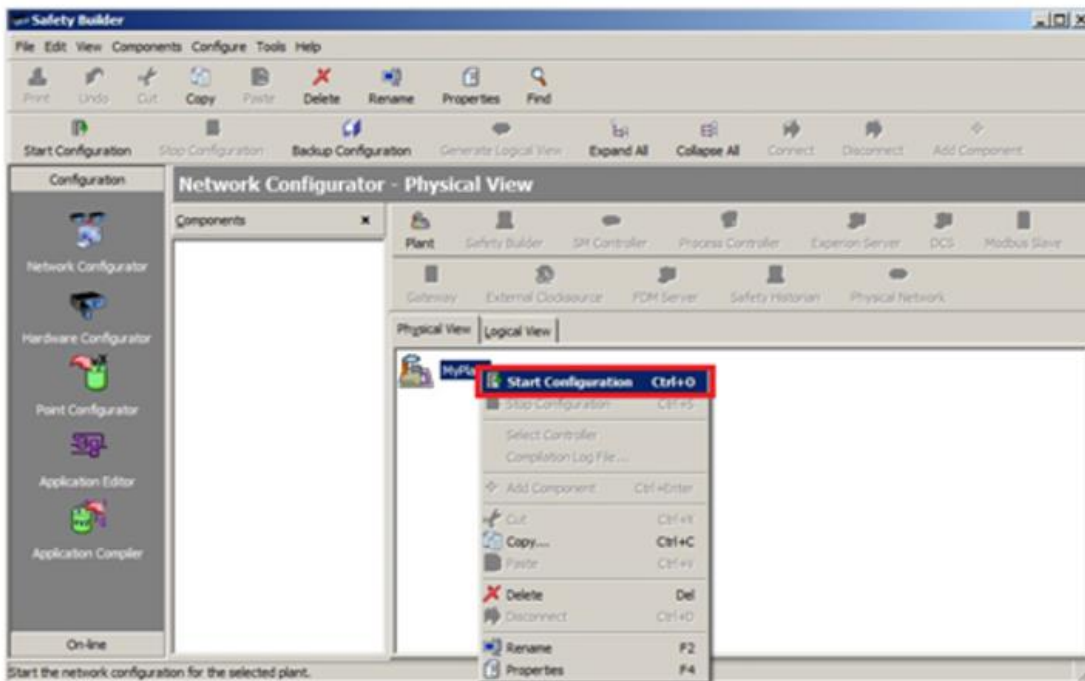 Safety Builder
File Edit View Components Configure Tools Help
Print Undo Cut Copy Paste Delete Rename Properties Find
Start Configuration Stop Configuration Backup Configuration Generate Logical View Expand All Collapse All Connect Disconnect Add Component
Configuration
Network Configurator - Physical View
Components
Plant Safety Builder SM Controller Process Controller Experion Server DCS Modbus Slave
Network Configurator
Gateway External Clocksource FDM Server Safety Historian Physical Network
Hardware Configurator
Physical View Logical View
Point Configurator
Application Editor
Application Compiler
Start Configuration Ctrl+O
Stop Configuration Ctrl+S
Select Controller
Compilation Log File ...
Add Component Ctrl+Enter
Cut Ctrl+X
Copy... Ctrl+C
Paste Ctrl+V
Delete Del
Disconnect Ctrl+D
Rename F2
Properties F4
On-line
Start the network configuration for the selected plant.